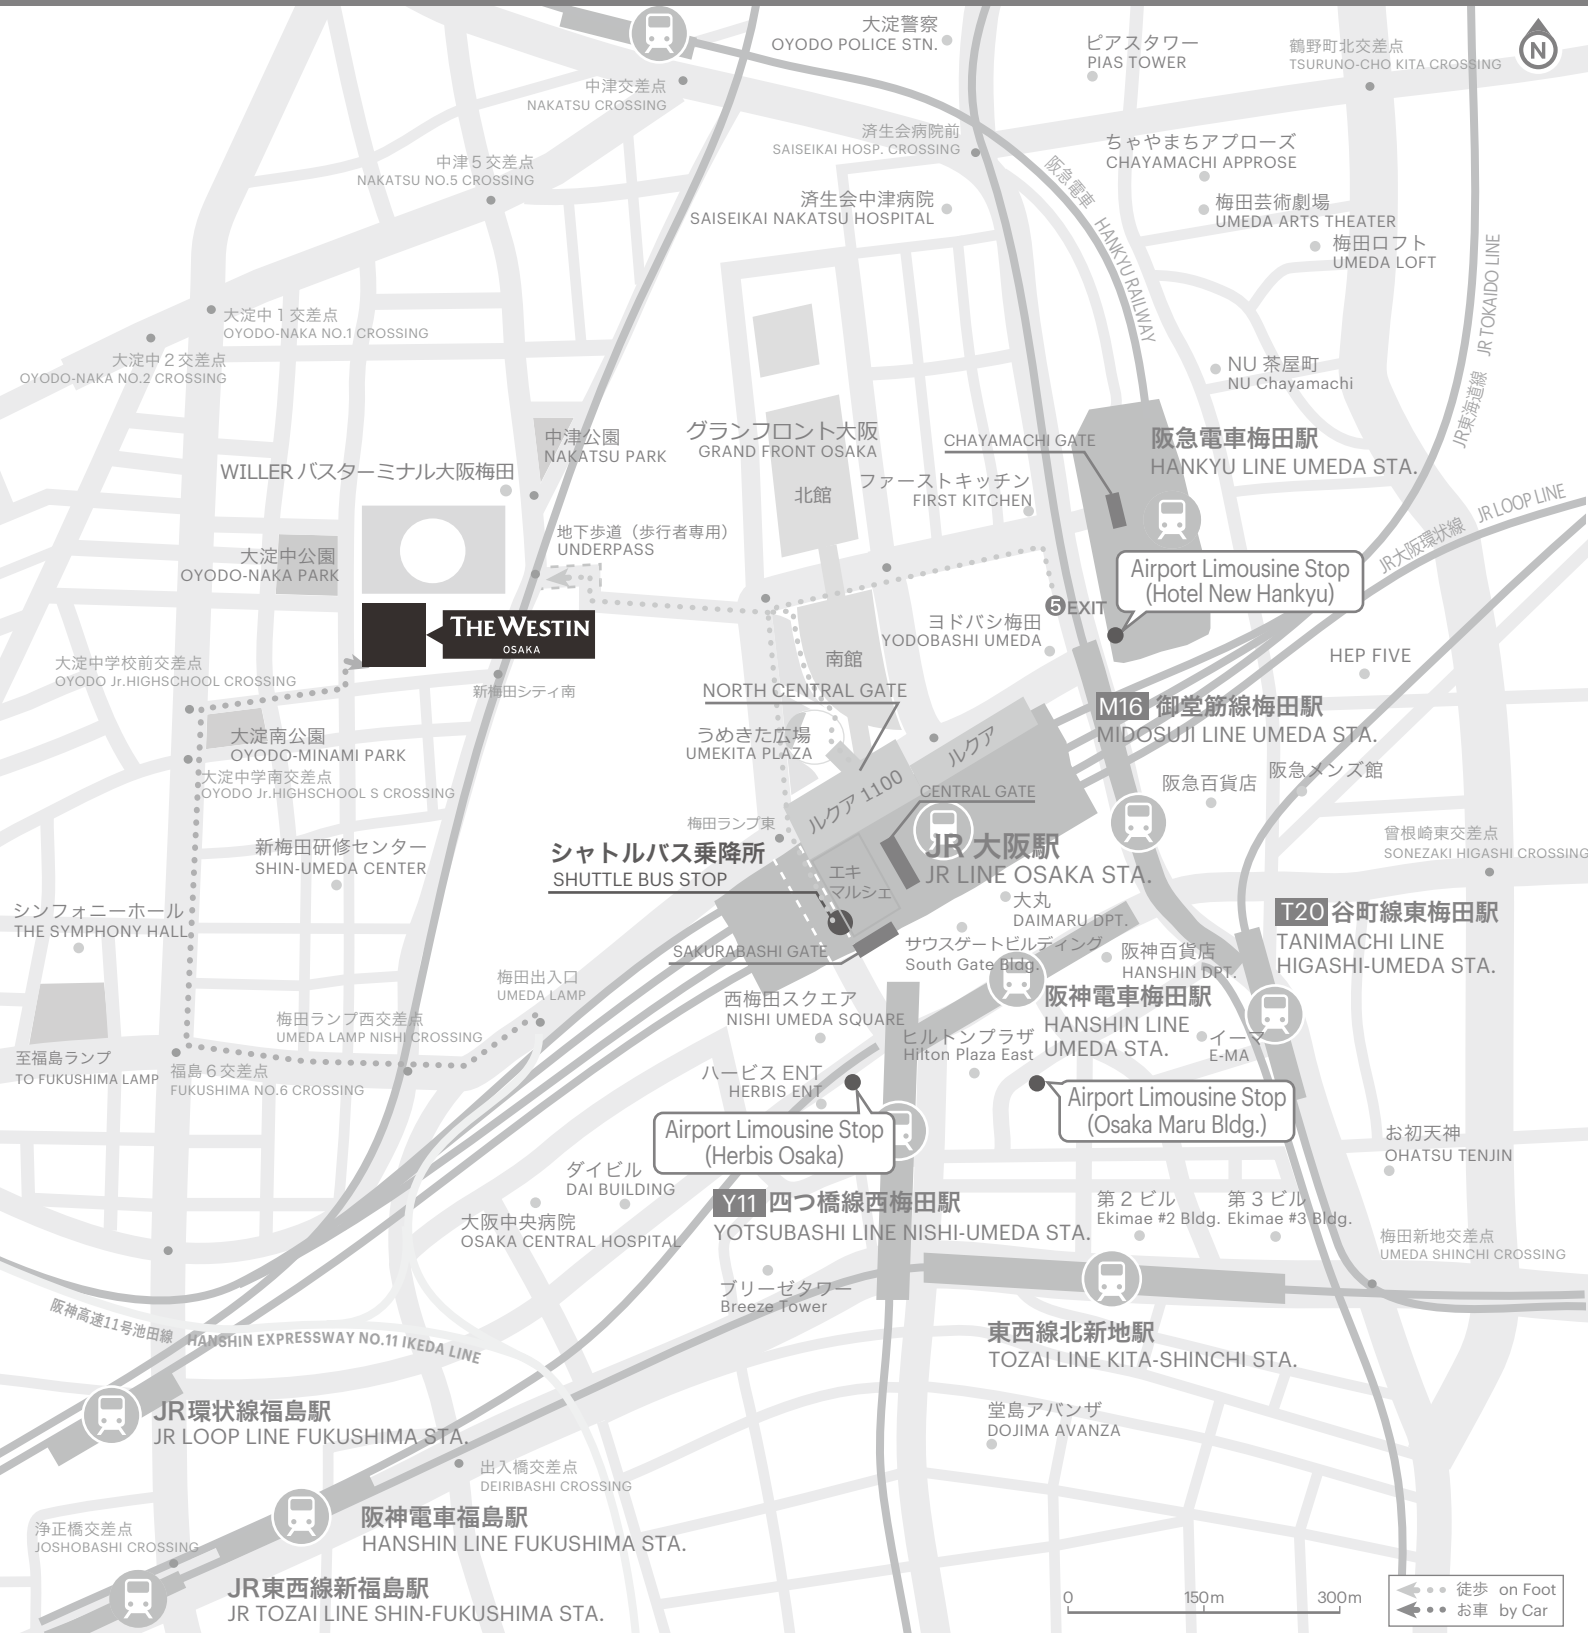 大淀警察
OYODO POLICE STN.
ピアスタワー
PIAS TOWER
鶴野町北交差点
TSURUNO-CHO KITA CROSSING
N
中津交差点
NAKATSU CROSSING
済生会病院前
SAISEIKAI HOSP. CROSSING
ちゃやまちアプローズ
CHAYAMACHI APPROSE
中津5交差点
NAKATSU NO.5 CROSSING
済生会中津病院
SAISEIKAI NAKATSU HOSPITAL
阪急電車 HANKYU RAILWAY
梅田芸術劇場
UMEDA ARTS THEATER
梅田ロフト
UMEDA LOFT
JR東海道線 JR TOKAIDO LINE
大淀中1交差点
OYODO-NAKA NO.1 CROSSING
大淀中2交差点
OYODO-NAKA NO.2 CROSSING
NU 茶屋町
NU Chayamachi
中津公園
NAKATSU PARK
グランフロント大阪
GRAND FRONT OSAKA
北館
CHAYAMACHI GATE
阪急電車梅田駅
HANKYU LINE UMEDA STA.
WILLER バスターミナル大阪梅田
ファーストキッチン
FIRST KITCHEN
JR大阪環状線 JR LOOP LINE
地下歩道（歩行者専用）
UNDERPASS
大淀中公園
OYODO-NAKA PARK
Airport Limousine Stop
(Hotel New Hankyu)
5 EXIT
THE WESTIN
OSAKA
ヨドバシ梅田
YODOBASHI UMEDA
南館
HEP FIVE
大淀中学校前交差点
OYODO Jr.HIGHSCHOOL CROSSING
新梅田シティ南
NORTH CENTRAL GATE
M16 御堂筋線梅田駅
MIDOSUJI LINE UMEDA STA.
大淀南公園
OYODO-MINAMI PARK
うめきた広場
UMEKITA PLAZA
ルクア
ルクア 1100
大淀中学南交差点
OYODO Jr.HIGHSCHOOL S CROSSING
CENTRAL GATE
阪急百貨店
阪急メンズ館
梅田ランプ東
新梅田研修センター
SHIN-UMEDA CENTER
シャトルバス乗降所
SHUTTLE BUS STOP
エキ
マルシェ
JR 大阪駅
JR LINE OSAKA STA.
曾根崎東交差点
SONEZAKI HIGASHI CROSSING
大丸
DAIMARU DPT.
シンフォニーホール
THE SYMPHONY HALL
T20 谷町線東梅田駅
TANIMACHI LINE
HIGASHI-UMEDA STA.
SAKURABASHI GATE
サウスゲートビルディング
South Gate Bldg.
阪神百貨店
HANSHIN DPT.
梅田出入口
UMEDA LAMP
西梅田スクエア
NISHI UMEDA SQUARE
阪神電車梅田駅
HANSHIN LINE
UMEDA STA.
梅田ランプ西交差点
UMEDA LAMP NISHI CROSSING
ヒルトンプラザ
Hilton Plaza East
イーマ
E-MA
至福島ランプ
TO FUKUSHIMA LAMP
福島6交差点
FUKUSHIMA NO.6 CROSSING
ハービス ENT
HERBIS ENT
Airport Limousine Stop
(Herbis Osaka)
Airport Limousine Stop
(Osaka Maru Bldg.)
お初天神
OHATSU TENJIN
ダイビル
DAI BUILDING
大阪中央病院
OSAKA CENTRAL HOSPITAL
Y11 四つ橋線西梅田駅
YOTSUBASHI LINE NISHI-UMEDA STA.
第2ビル
Ekimae #2 Bldg.
第3ビル
Ekimae #3 Bldg.
梅田新地交差点
UMEDA SHINCHI CROSSING
ブリーゼタワー
Breeze Tower
阪神高速11号池田線 HANSHIN EXPRESSWAY NO.11 IKEDA LINE
東西線北新地駅
TOZAI LINE KITA-SHINCHI STA.
JR環状線福島駅
JR LOOP LINE FUKUSHIMA STA.
堂島アバンザ
DOJIMA AVANZA
出入橋交差点
DEIRIBASHI CROSSING
阪神電車福島駅
HANSHIN LINE FUKUSHIMA STA.
浄正橋交差点
JOSHOBASHI CROSSING
JR東西線新福島駅
JR TOZAI LINE SHIN-FUKUSHIMA STA.
0 150m 300m
徒歩 on Foot
お車 by Car